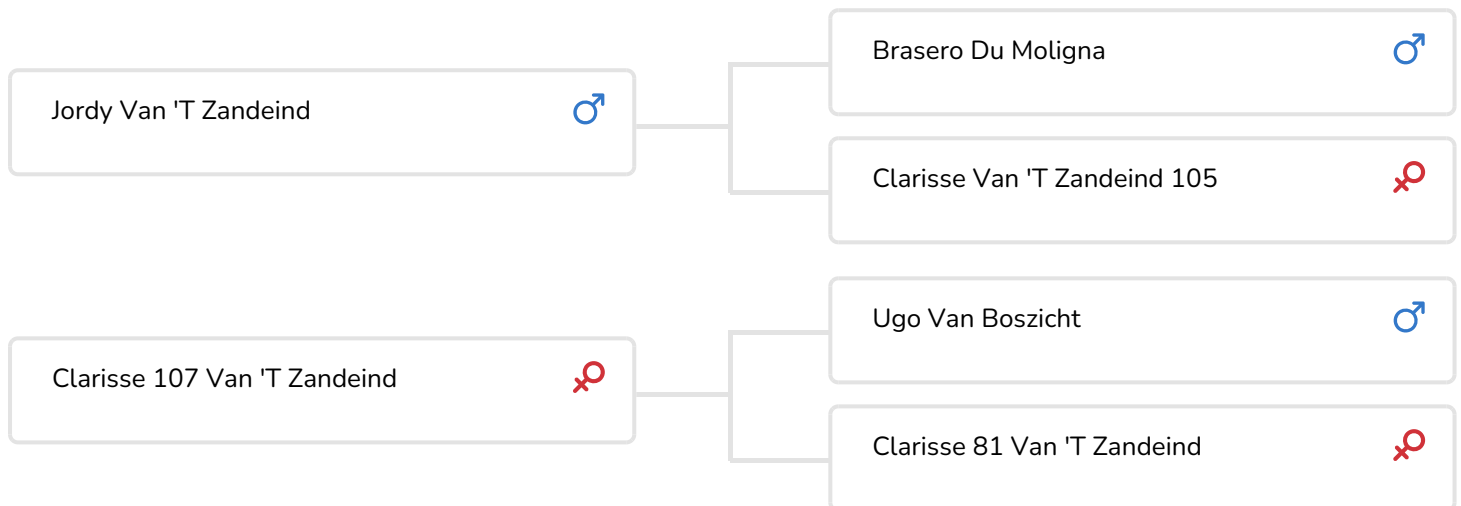 Brasero Du Moligna
Jordy Van 'T Zandeind
Clarisse Van 'T Zandeind 105
Ugo Van Boszicht
Clarisse 107 Van 'T Zandeind
Clarisse 81 Van 'T Zandeind